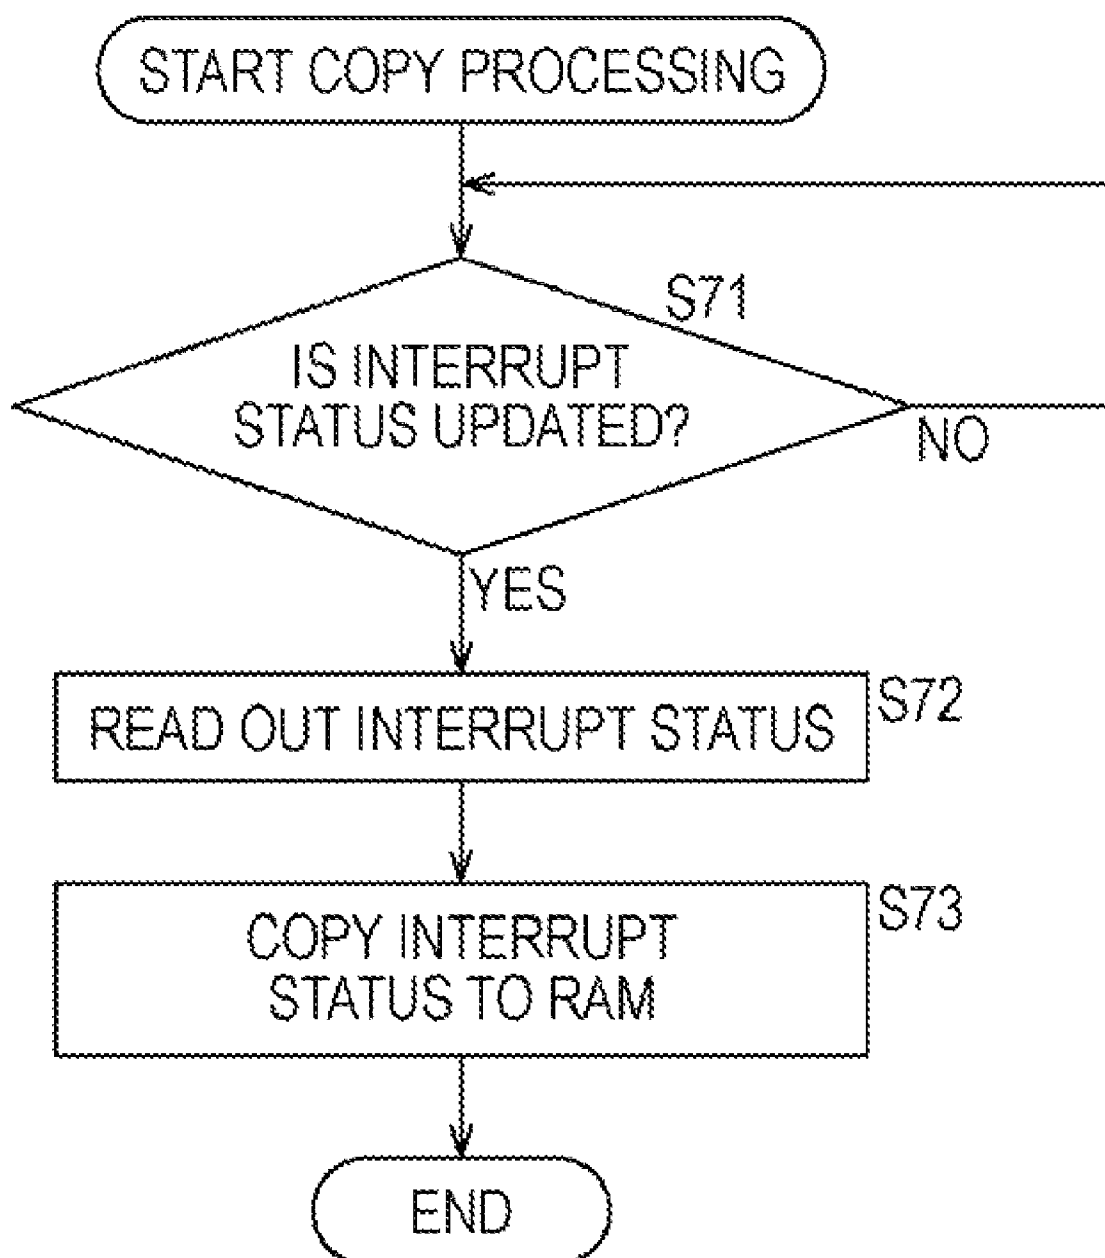 START COPY PROCESSING
S71
IS INTERRUPT
STATUS UPDATED?
NO
YES
READ OUT INTERRUPT STATUS
S72
COPY INTERRUPT
STATUS TO RAM
S73
END